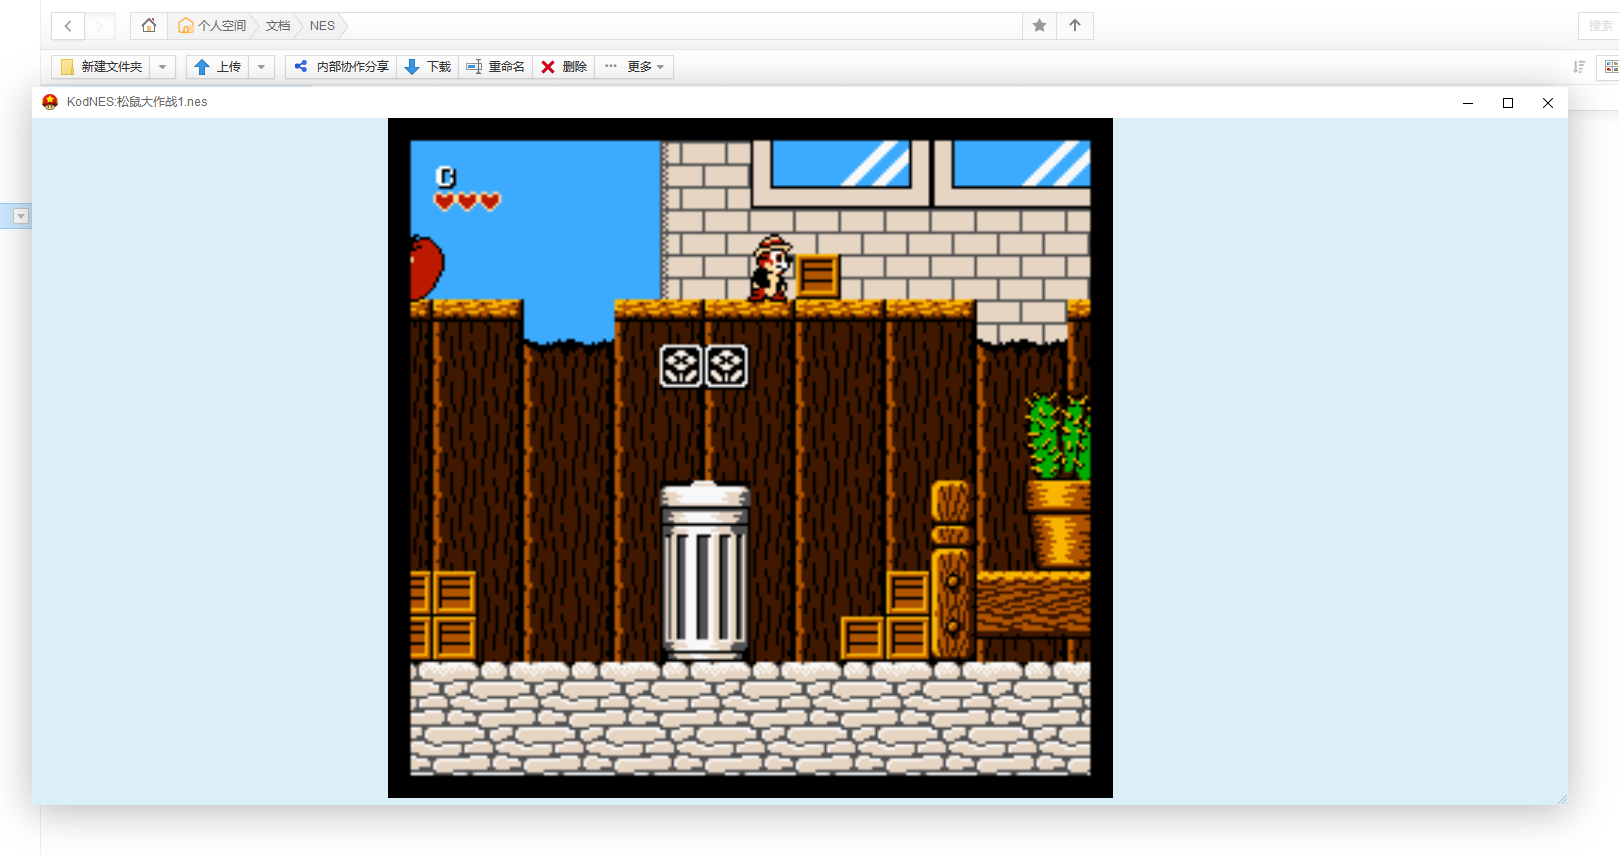 个人空间 文档 NES
搜索
新建文件夹 上传 内部协作分享 下载 重命名 删除 更多
KodNES:松鼠大作战1.nes
C